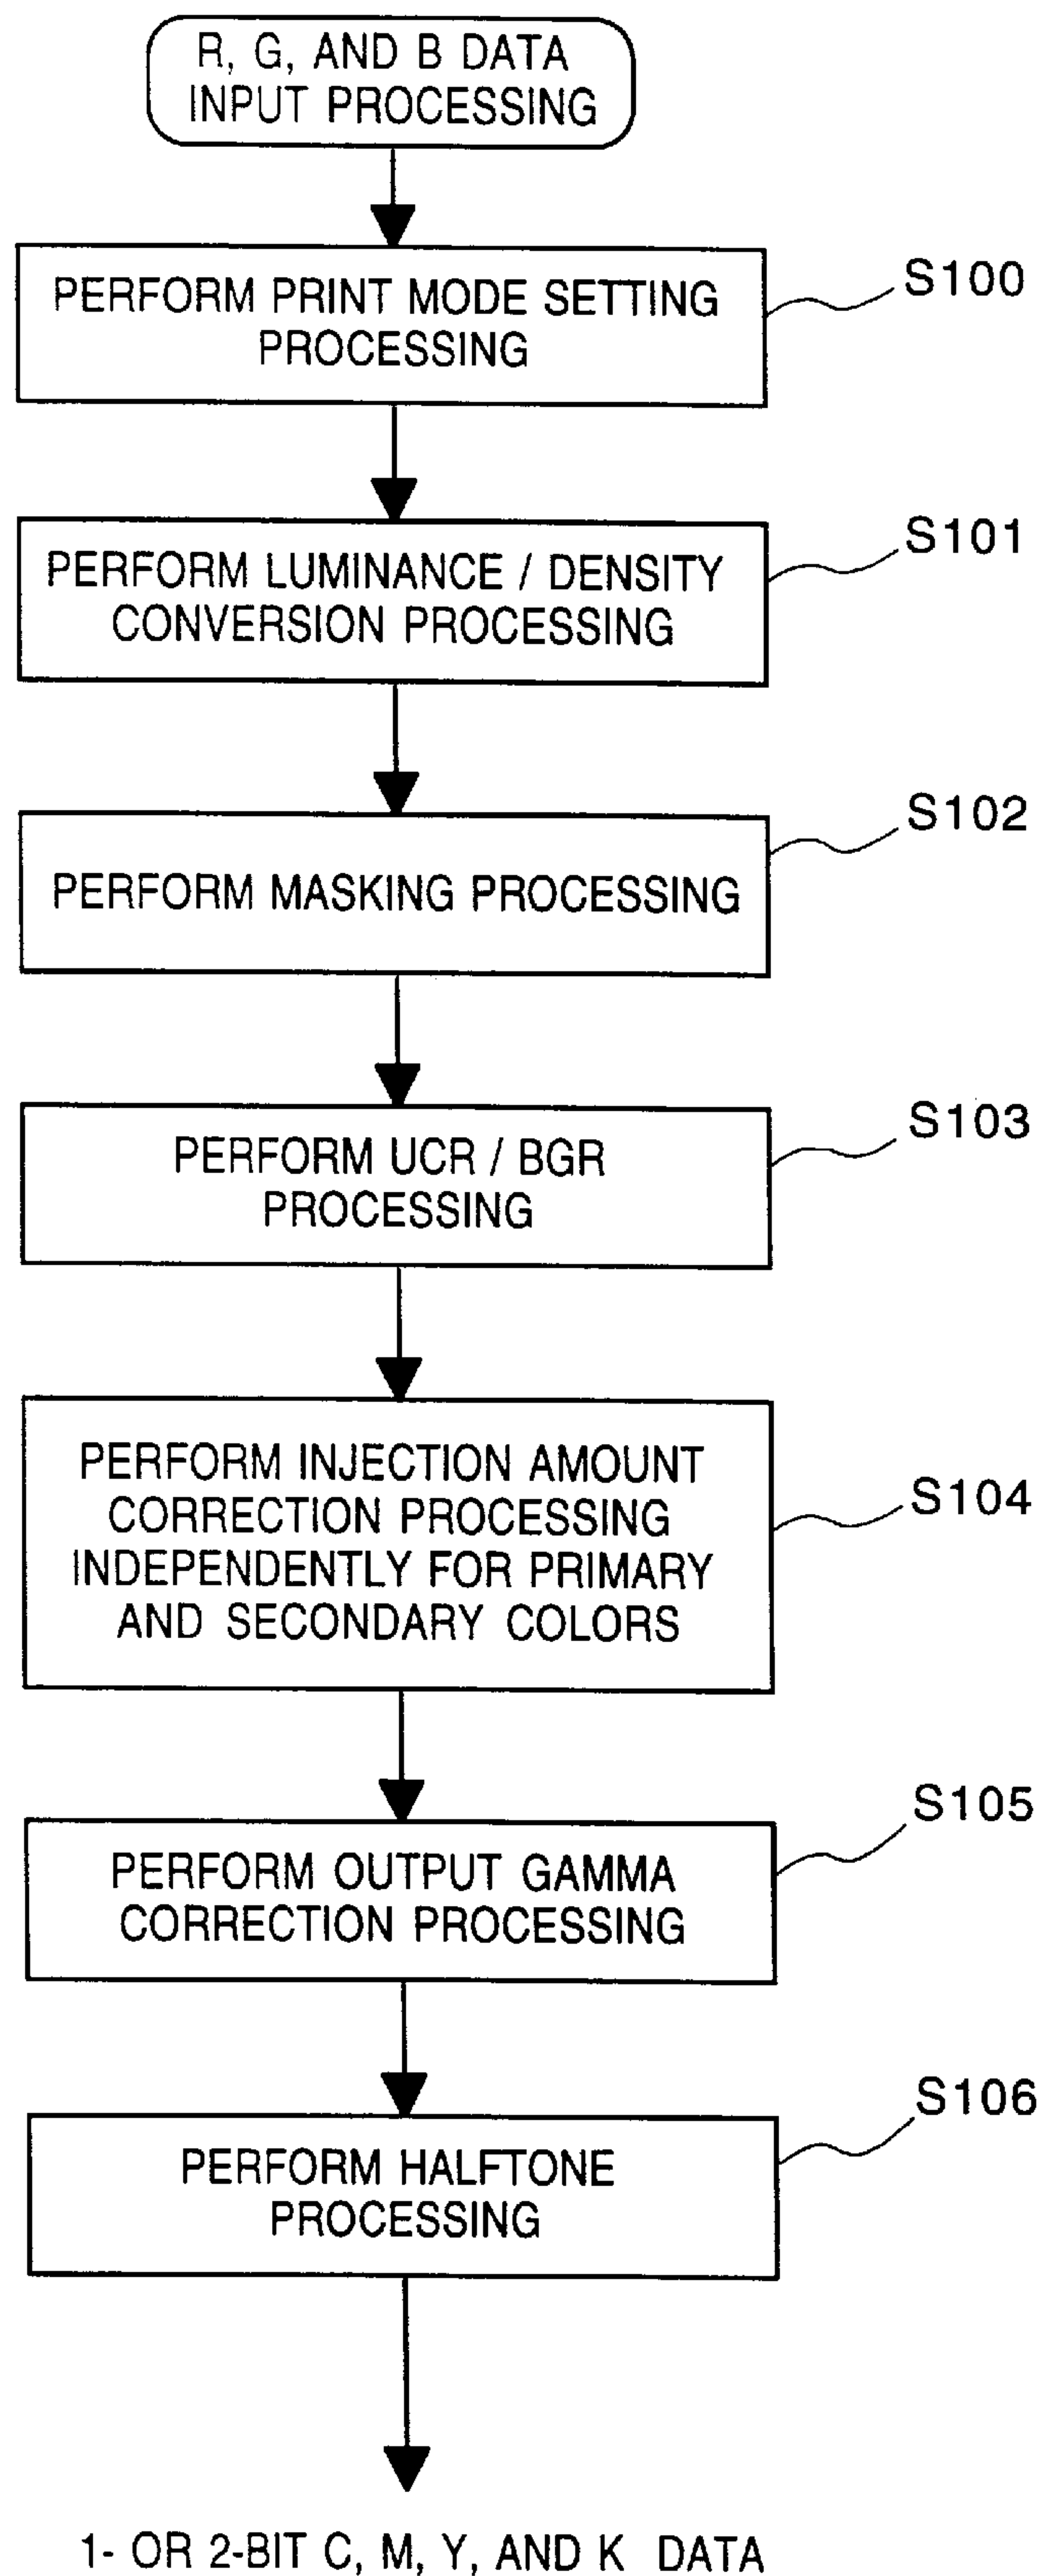 R, G, AND B DATA
INPUT PROCESSING
PERFORM PRINT MODE SETTING
PROCESSING
S100
PERFORM LUMINANCE / DENSITY
CONVERSION PROCESSING
S101
PERFORM MASKING PROCESSING
S102
PERFORM UCR / BGR
PROCESSING
S103
PERFORM INJECTION AMOUNT
CORRECTION PROCESSING
INDEPENDENTLY FOR PRIMARY
AND SECONDARY COLORS
S104
PERFORM OUTPUT GAMMA
CORRECTION PROCESSING
S105
PERFORM HALFTONE
PROCESSING
S106
1- OR 2-BIT C, M, Y, AND K DATA